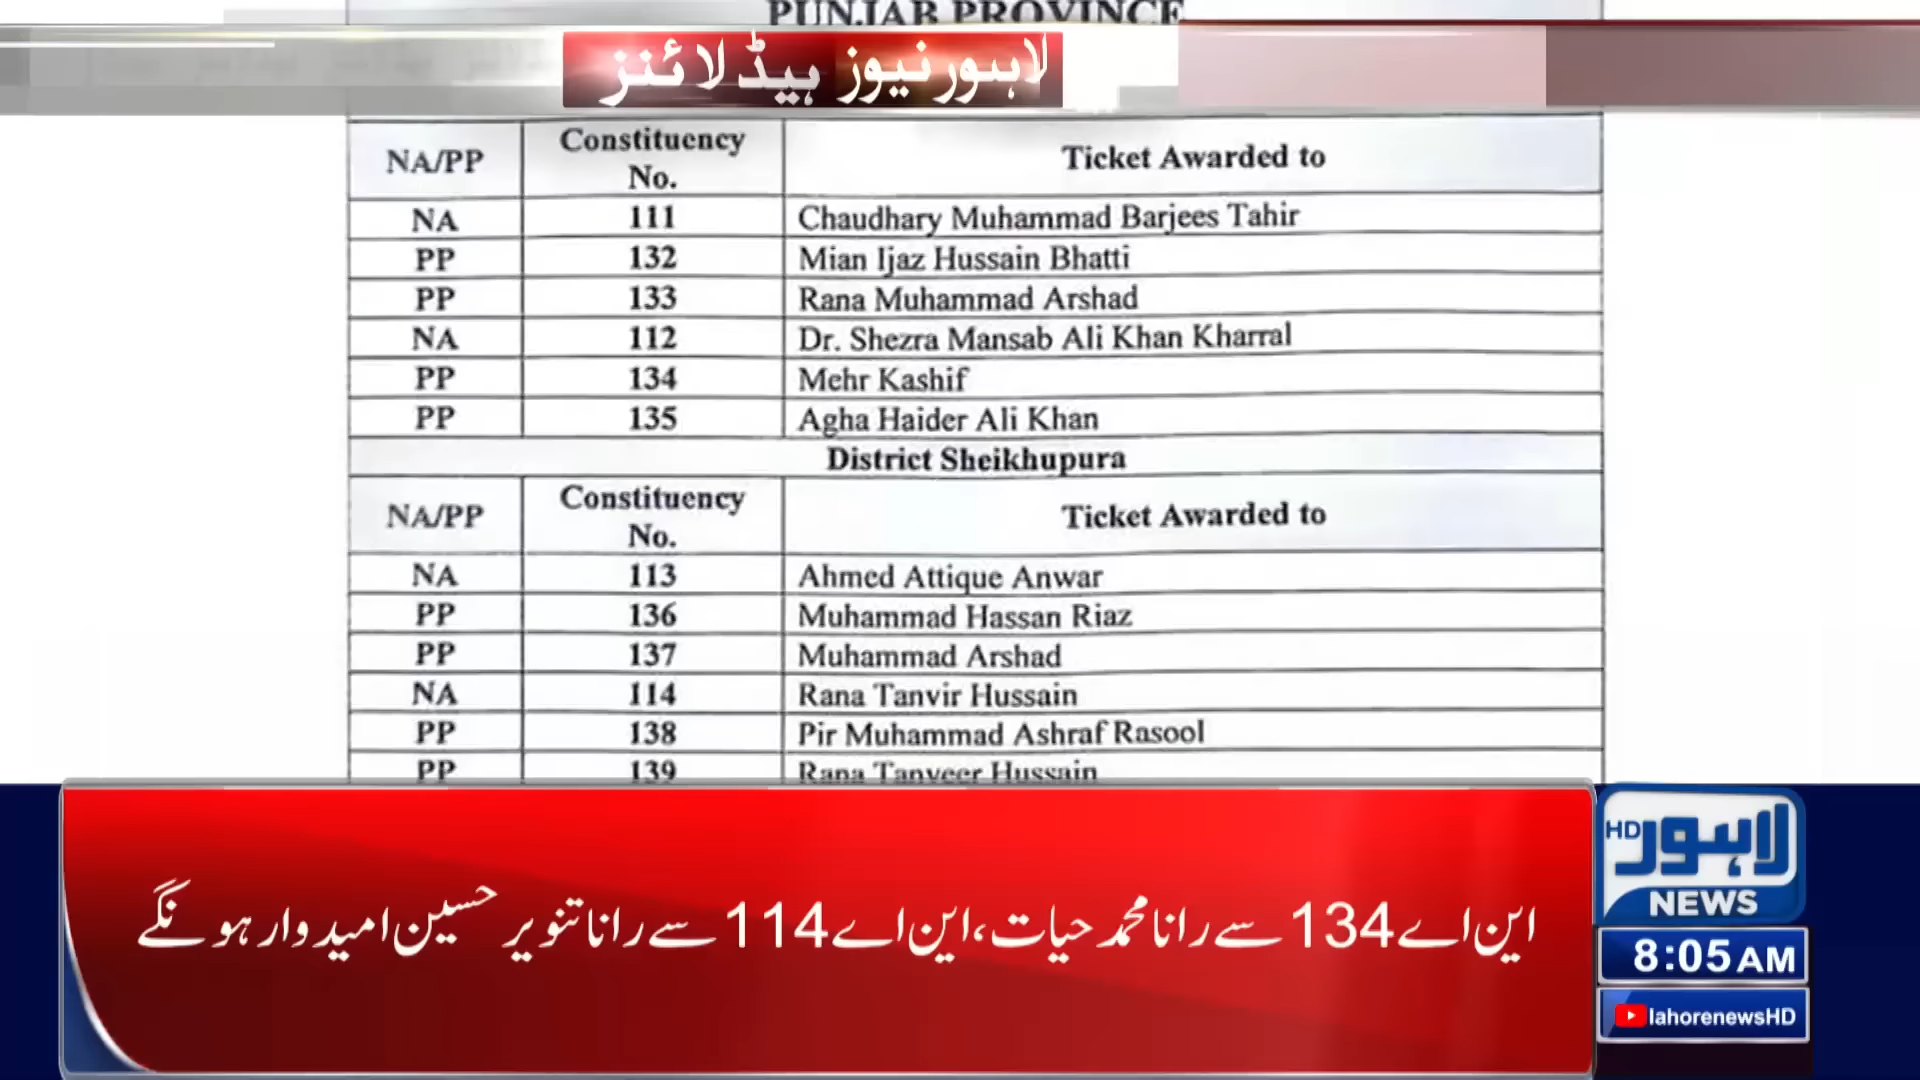 PUNJAB PROVINCE
لاہور نیوز ہیڈ لائنز
NA/PP Constituency No. Ticket Awarded to
NA 111 Chaudhary Muhammad Barjees Tahir
PP 132 Mian Ijaz Hussain Bhatti
PP 133 Rana Muhammad Arshad
NA 112 Dr. Shezra Mansab Ali Khan Kharral
PP 134 Mehr Kashif
PP 135 Agha Haider Ali Khan
District Sheikhupura
NA/PP Constituency No. Ticket Awarded to
NA 113 Ahmed Attique Anwar
PP 136 Muhammad Hassan Riaz
PP 137 Muhammad Arshad
NA 114 Rana Tanvir Hussain
PP 138 Pir Muhammad Ashraf Rasool
PP 139 Rana Tanveer Hussain
این اے 134 سے رانا محمد حیات، این اے 114 سے رانا تنویر حسین امیدوار ہونگے
لاہور HD
NEWS
8:05 AM
lahorenewsHD